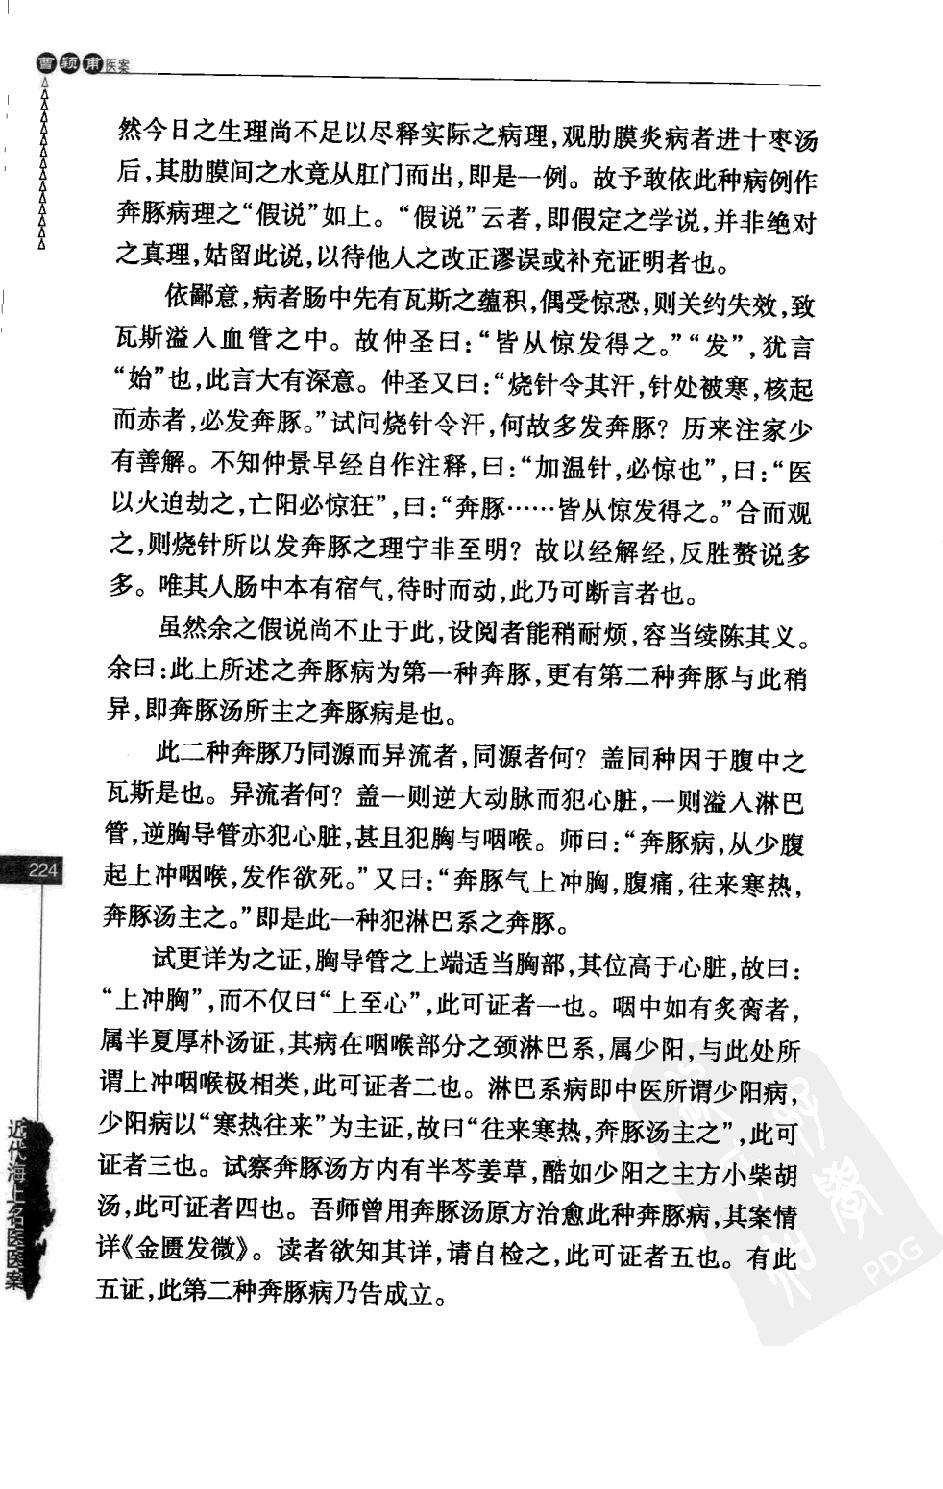 曹颖甫医案
然今日之生理尚不足以尽释实际之病理,观肋膜炎病者进十枣汤
后,其肋膜间之水竟从肛门而出,即是一例。故予敢依此种病例作
奔豚病理之“假说”如上。“假说”云者,即假定之学说,并非绝对
之真理,姑留此说,以待他人之改正谬误或补充证明者也。
依鄙意,病者肠中先有瓦斯之蕴积,偶受惊恐,则关约失效,致
瓦斯溢入血管之中。故仲圣曰:“皆从惊发得之。”“发”,犹言
“始”也,此言大有深意。仲圣又曰:“烧针令其汗,针处被寒,核起
而赤者,必发奔豚。”试问烧针令汗,何故多发奔豚?历来注家少
有善解。不知仲景早经自作注释,曰:“加温针,必惊也”,曰:“医
以火迫劫之,亡阳必惊狂”,曰:“奔豚……皆从惊发得之。”合而观
之,则烧针所以发奔豚之理宁非至明?故以经解经,反胜赘说多
多。唯其人肠中本有宿气,待时而动,此乃可断言者也。
虽然余之假说尚不止于此,设阅者能稍耐烦,容当续陈其义。
余曰:此上所述之奔豚病为第一种奔豚,更有第二种奔豚与此稍
异,即奔豚汤所主之奔豚病是也。
此二种奔豚乃同源而异流者,同源者何?盖同种因于腹中之
瓦斯是也。异流者何?盖一则逆大动脉而犯心脏,一则溢入淋巴
管,逆胸导管亦犯心脏,甚且犯胸与咽喉。师曰:“奔豚病,从少腹
起上冲咽喉,发作欲死。”又曰:“奔豚气上冲胸,腹痛,往来寒热,
奔豚汤主之。”即是此一种犯淋巴系之奔豚。
试更详为之证,胸导管之上端适当胸部,其位高于心脏,故曰:
“上冲胸”,而不仅曰“上至心”,此可证者一也。咽中如有炙脔者,
属半夏厚朴汤证,其病在咽喉部分之颈淋巴系,属少阳,与此处所
谓上冲咽喉极相类,此可证者二也。淋巴系病即中医所谓少阳病,
少阳病以“寒热往来”为主证,故曰“往来寒热,奔豚汤主之”,此可
证者三也。试察奔豚汤方内有半芩姜草,酷如少阳之主方小柴胡
汤,此可证者四也。吾师曾用奔豚汤原方治愈此种奔豚病,其案情
详《金匮发微》。读者欲知其详,请自检之,此可证者五也。有此
五证,此第二种奔豚病乃告成立。
224
近代海上名医医案
PDG